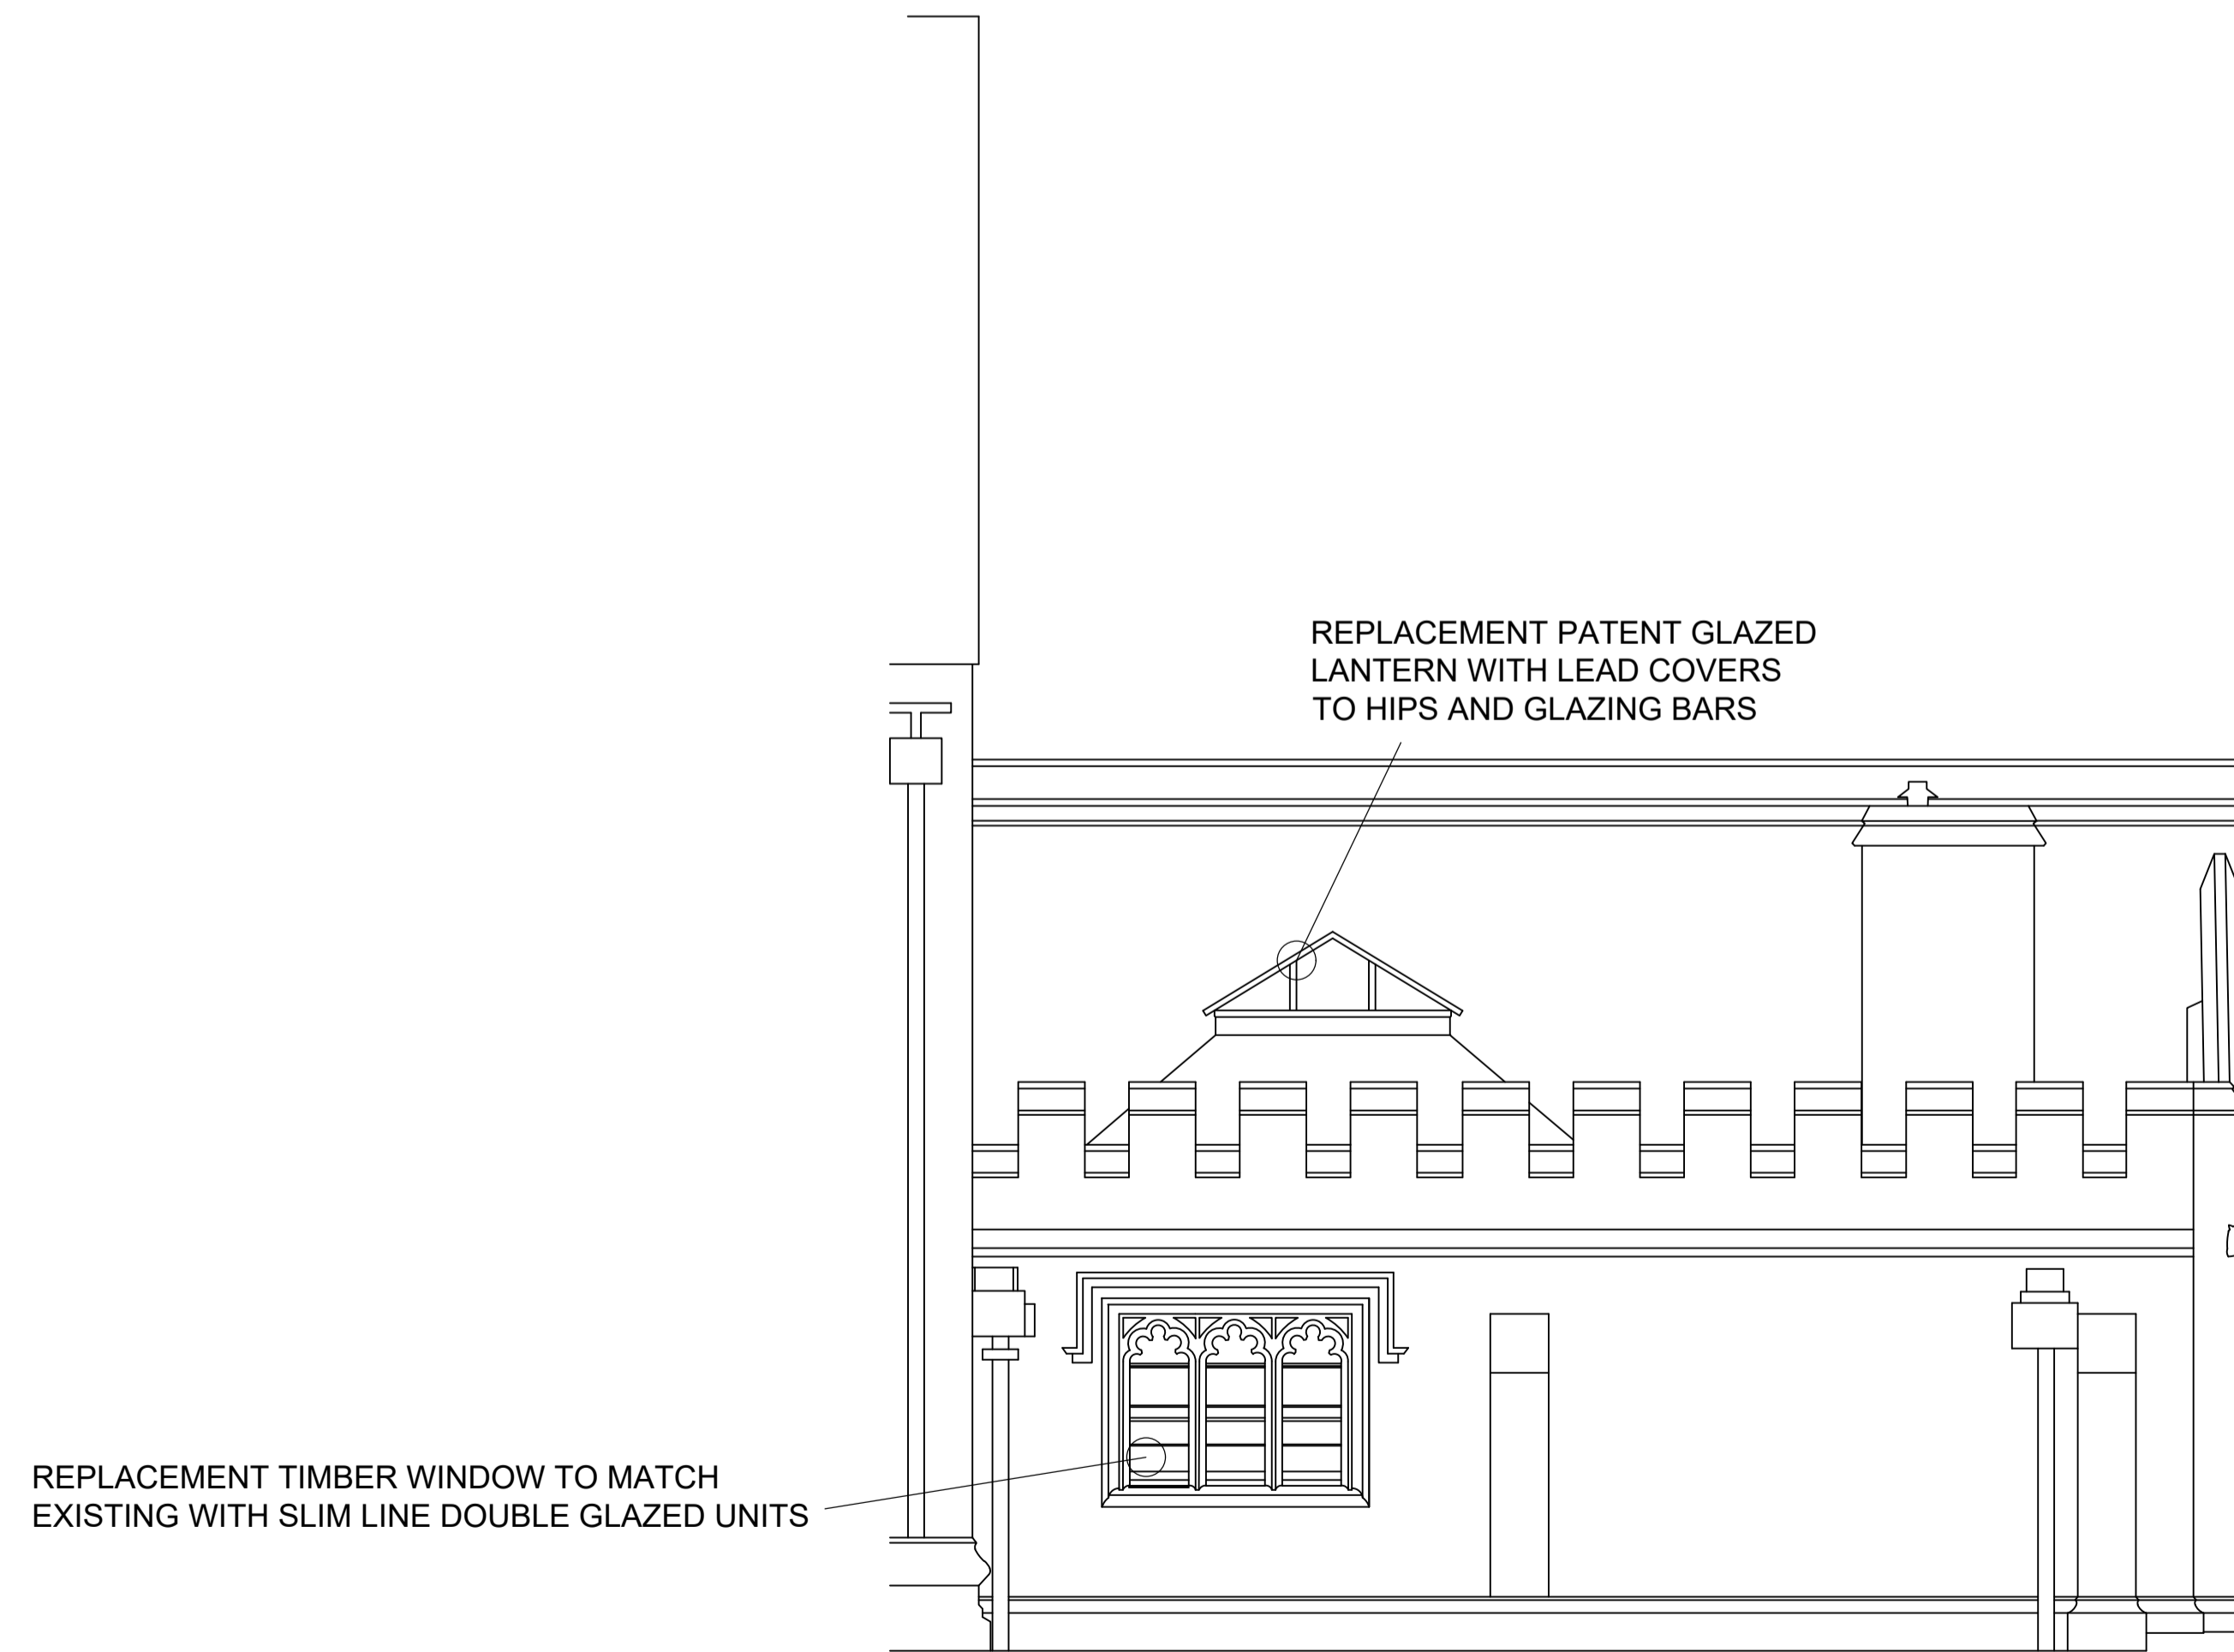 REPLACEMENT PATENT GLAZED
LANTERN WITH LEAD COVERS
TO HIPS AND GLAZING BARS
REPLACEMENT TIMBER WINDOW TO MATCH
EXISTING WITH SLIM LINE DOUBLE GLAZED UNITS